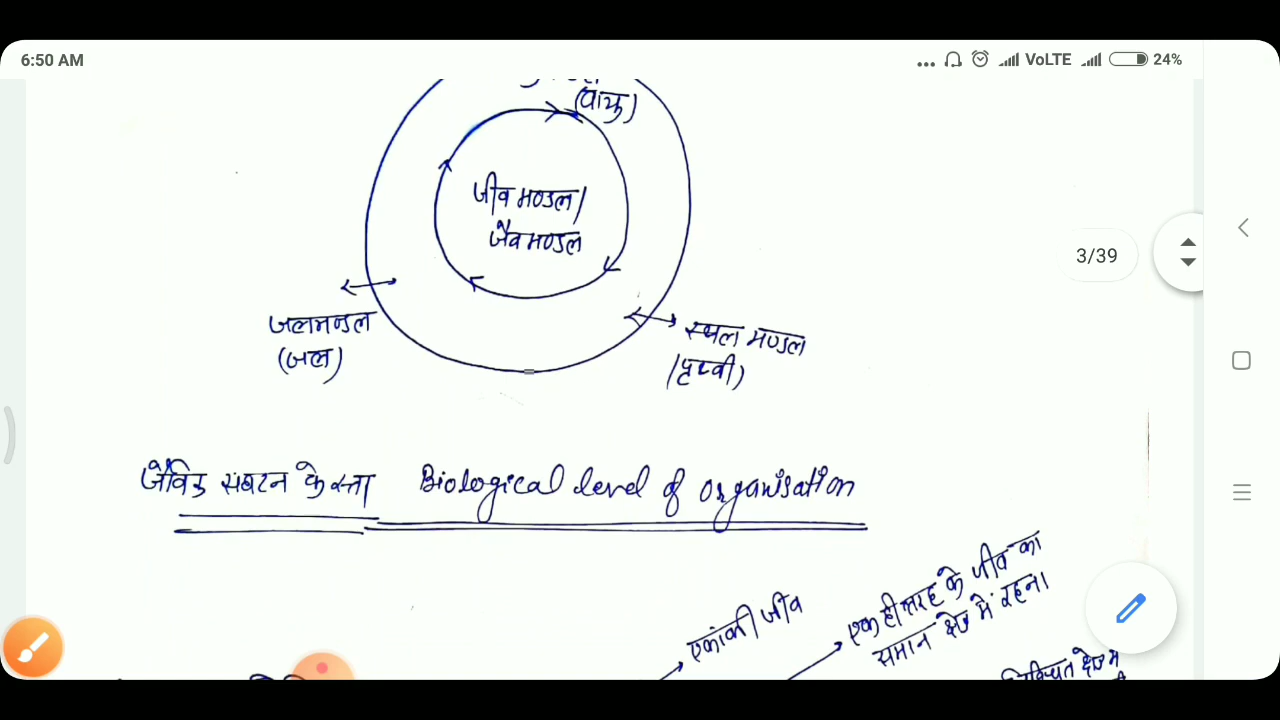 6:50 AM
... VoLTE 24%
(वायु)
जीव मण्डल/
जैव मण्डल
3/39
जलमण्डल
(जल)
स्थल मण्डल
(पृथ्वी)
जैविक संघटन के स्तर Biological level of organisation
एकांकी जीव
एक ही तरह के जीव का
समान क्षेत्र में रहना।
निश्चित क्षेत्र में